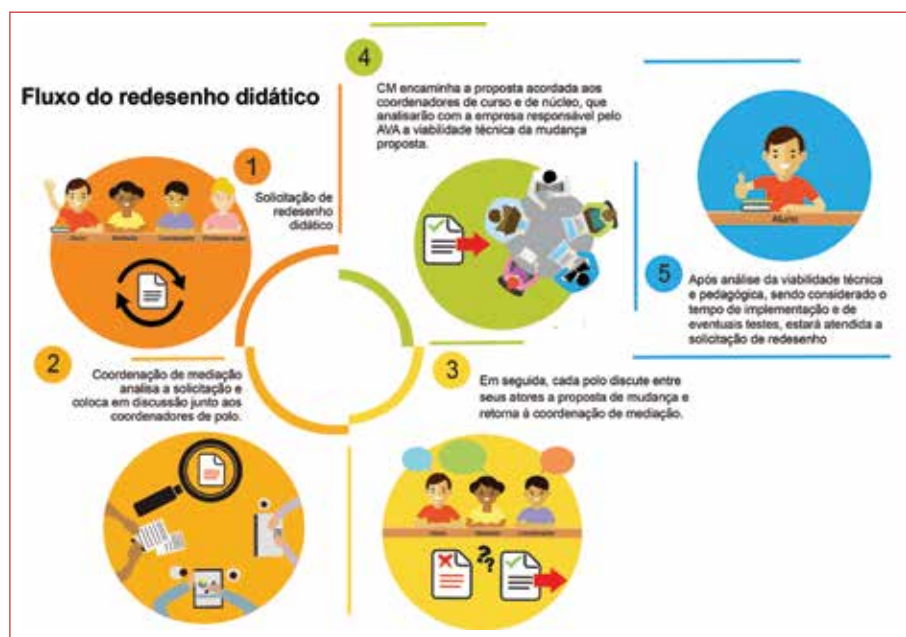 Fluxo do redesenho didático
1
Solicitação de
redesenho
didático
2
Coordenação de mediação
analisa a solicitação e
coloca em discussão junto aos
coordenadores de polo.
3
Em seguida, cada polo discute entre
seus atores a proposta de mudança e
retorna à coordenação de mediação.
??
4
CM encaminha a proposta acordada aos
coordenadores de curso e de núcleo, que
analisarão com a empresa responsável pelo
AVA a viabilidade técnica da mudança
proposta.
5
Aluno
Após análise da viabilidade técnica
e pedagógica, sendo considerado o
tempo de implementação e de
eventuais testes, estará atendida a
solicitação de redesenho